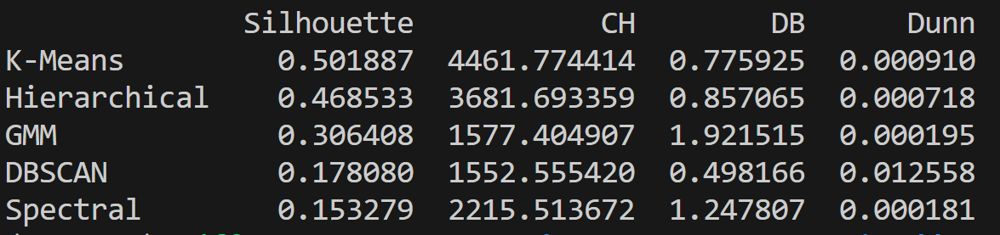 Silhouette CH DB Dunn
K-Means 0.501887 4461.774414 0.775925 0.000910
Hierarchical 0.468533 3681.693359 0.857065 0.000718
GMM 0.306408 1577.404907 1.921515 0.000195
DBSCAN 0.178080 1552.555420 0.498166 0.012558
Spectral 0.153279 2215.513672 1.247807 0.000181